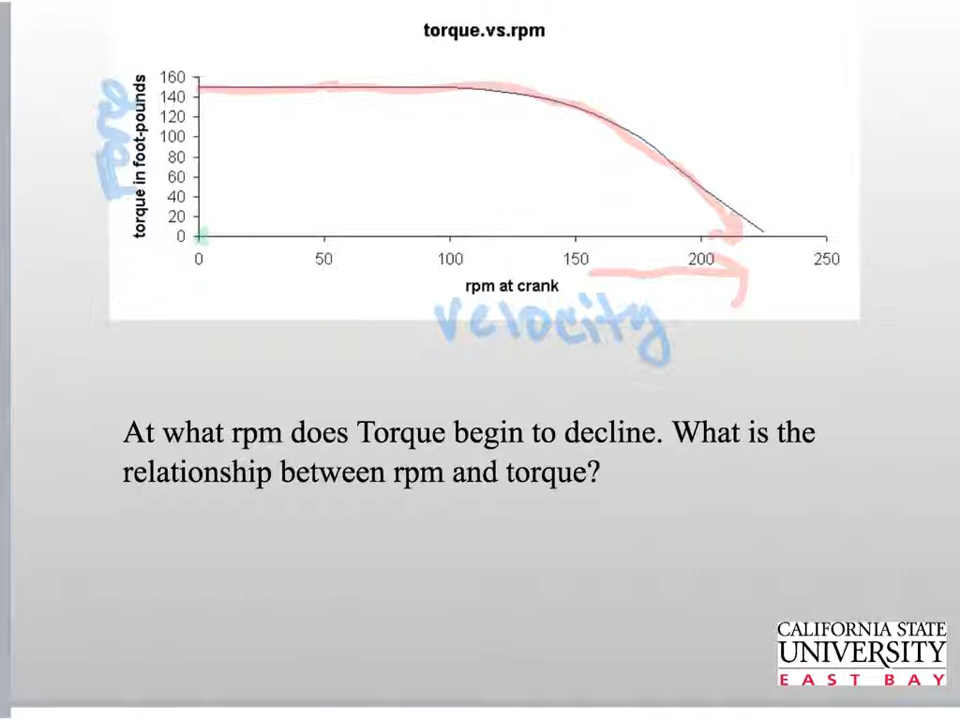 torque.vs.rpm
torque in foot-pounds
Force
160
140
120
100
80
60
40
20
0
0 50 100 150 200 250
rpm at crank
velocity
At what rpm does Torque begin to decline. What is the
relationship between rpm and torque?
CALIFORNIA STATE
UNIVERSITY
EAST BAY